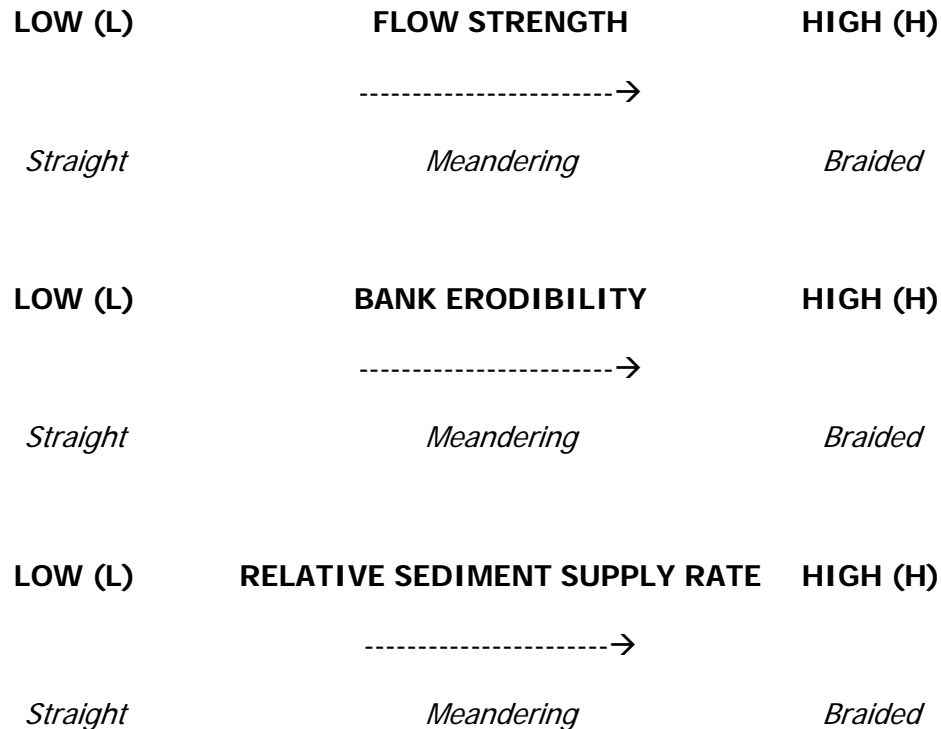 LOW (L) FLOW STRENGTH HIGH (H)
------------------------→
Straight Meandering Braided
LOW (L) BANK ERODIBILITY HIGH (H)
------------------------→
Straight Meandering Braided
LOW (L) RELATIVE SEDIMENT SUPPLY RATE HIGH (H)
-----------------------→
Straight Meandering Braided